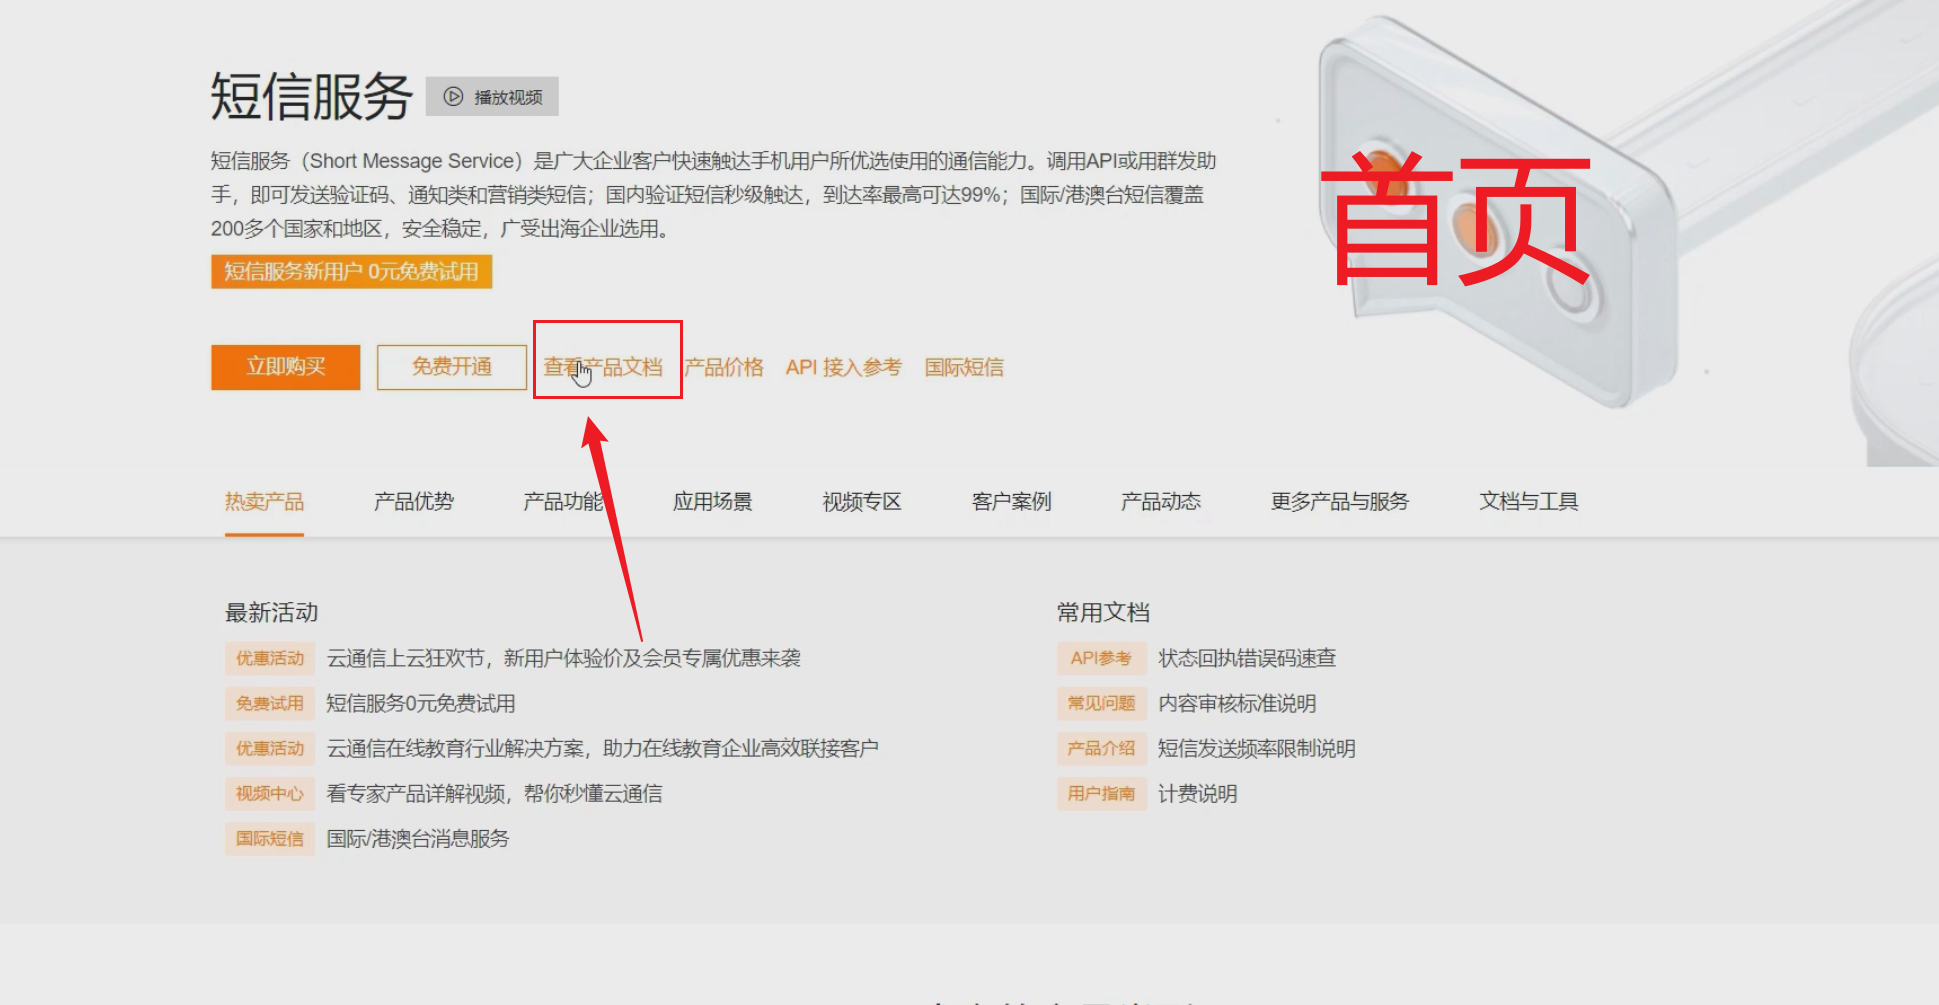 短信服务
播放视频
短信服务（Short Message Service）是广大企业客户快速触达手机用户所优选使用的通信能力。调用API或用群发助
手，即可发送验证码、通知类和营销类短信；国内验证短信秒级触达，到达率最高可达99%；国际/港澳台短信覆盖
200多个国家和地区，安全稳定，广受出海企业选用。
首页
短信服务新用户 0元免费试用
立即购买 免费开通 查看产品文档 产品价格 API 接入参考 国际短信
热卖产品 产品优势 产品功能 应用场景 视频专区 客户案例 产品动态 更多产品与服务 文档与工具
最新活动
优惠活动 云通信上云狂欢节，新用户体验价及会员专属优惠来袭
免费试用 短信服务0元免费试用
优惠活动 云通信在线教育行业解决方案，助力在线教育企业高效联接客户
视频中心 看专家产品详解视频，帮你秒懂云通信
国际短信 国际/港澳台消息服务
常用文档
API参考 状态回执错误码速查
常见问题 内容审核标准说明
产品介绍 短信发送频率限制说明
用户指南 计费说明